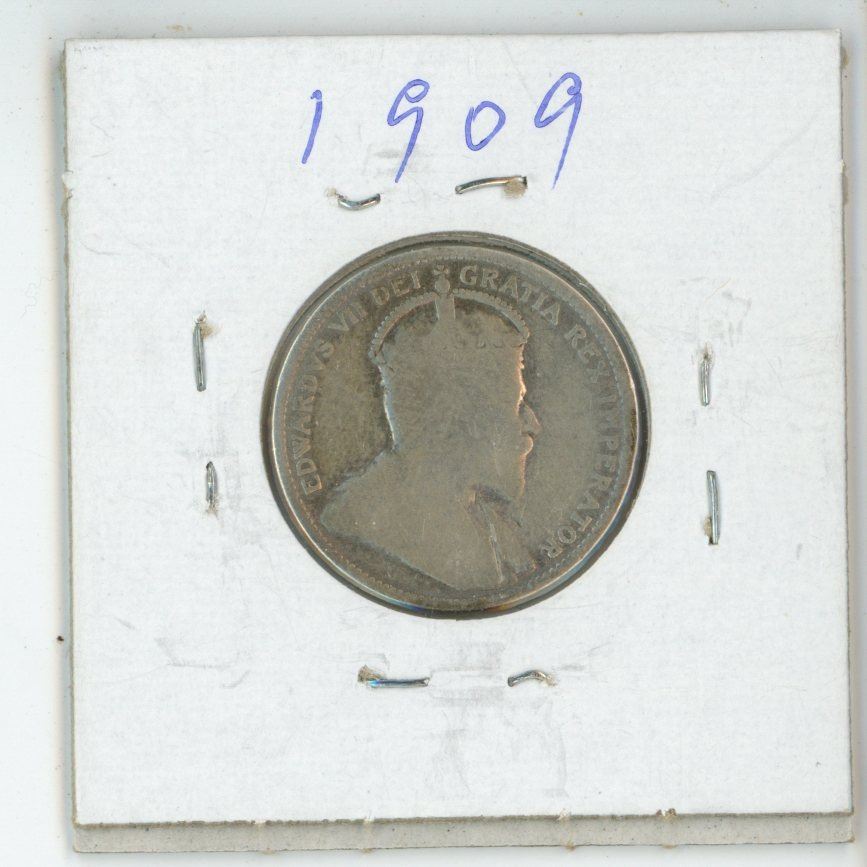 1909
EDWARDVS VII DEI GRATIA REX IMPERATOR